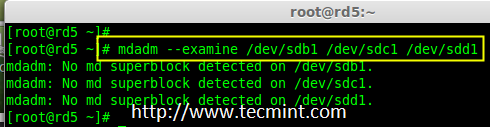 root@rd5:~
[root@rd5 ~]#
[root@rd5 ~]# mdadm --examine /dev/sdb1 /dev/sdc1 /dev/sdd1
mdadm: No md superblock detected on /dev/sdb1.
mdadm: No md superblock detected on /dev/sdc1.
mdadm: No md superblock detected on /dev/sdd1.
[root@rd5 ~]#
http://www.tecmint.com